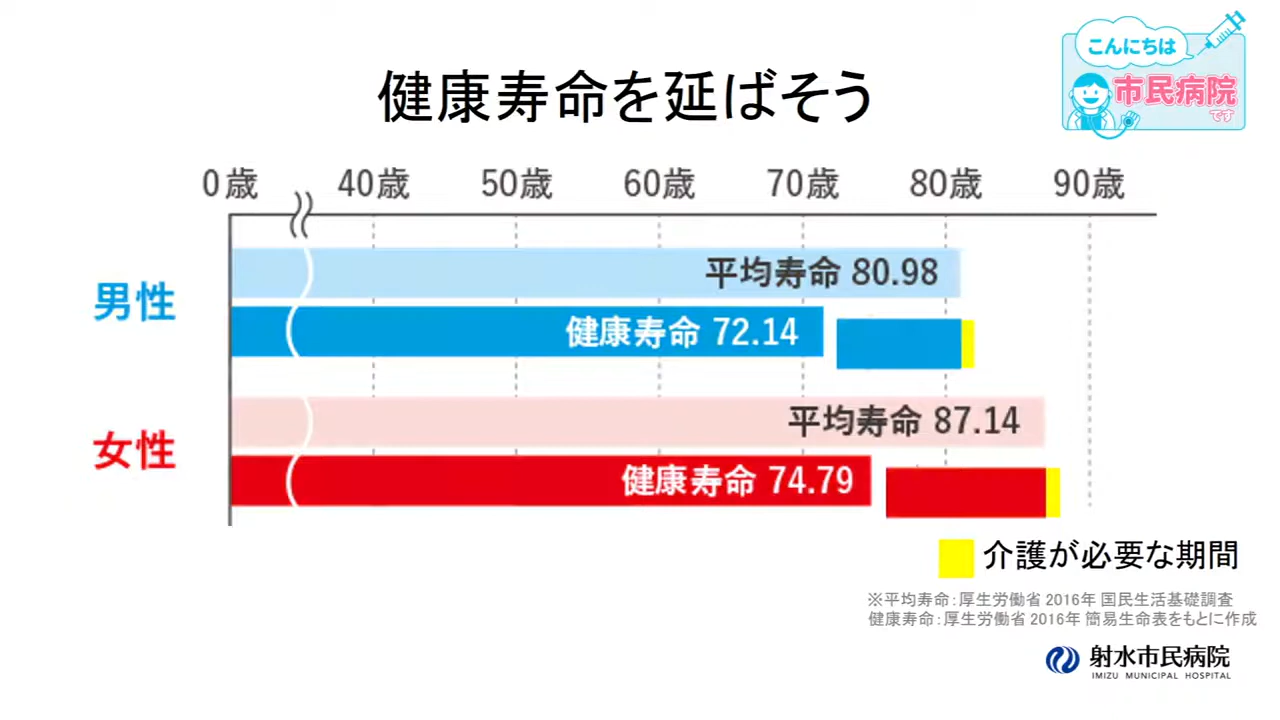 こんにちは
市民病院
です
健康寿命を延ばそう
0歳 40歳 50歳 60歳 70歳 80歳 90歳
男性
平均寿命 80.98
健康寿命 72.14
女性
平均寿命 87.14
健康寿命 74.79
介護が必要な期間
※平均寿命：厚生労働省 2016年 国民生活基礎調査
健康寿命：厚生労働省 2016年 簡易生命表をもとに作成
射水市民病院
IMIZU MUNICIPAL HOSPITAL